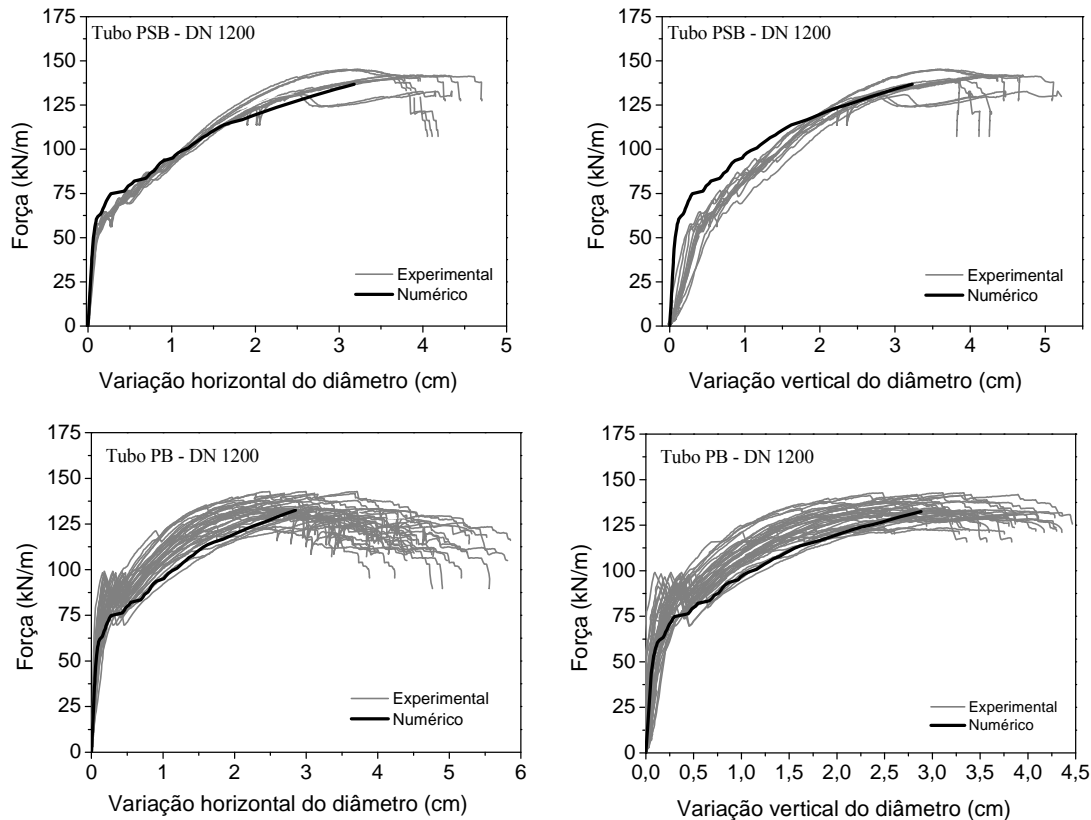 Tubo PSB - DN 1200
Força (kN/m)
175
150
125
100
75
50
25
0
Experimental
Numérico
0 1 2 3 4 5
Variação horizontal do diâmetro (cm)
Tubo PSB - DN 1200
Força (kN/m)
175
150
125
100
75
50
25
0
Experimental
Numérico
0 1 2 3 4 5
Variação vertical do diâmetro (cm)
Tubo PB - DN 1200
Força (kN/m)
175
150
125
100
75
50
25
0
Experimental
Numérico
0 1 2 3 4 5 6
Variação horizontal do diâmetro (cm)
Tubo PB - DN 1200
Força (kN/m)
175
150
125
100
75
50
25
0
Experimental
Numérico
0,0 0,5 1,0 1,5 2,0 2,5 3,0 3,5 4,0 4,5
Variação vertical do diâmetro (cm)